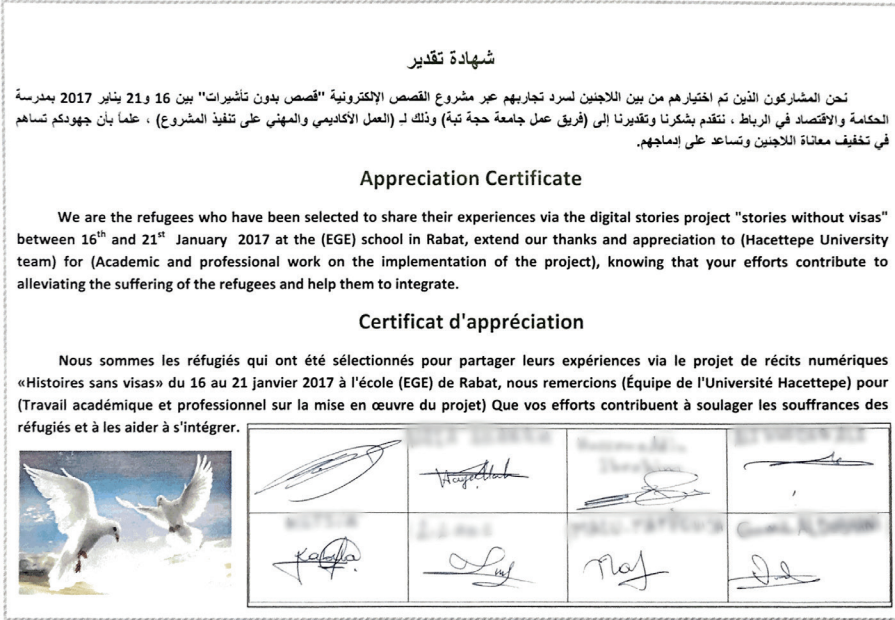 شهادة تقدير
نحن المشاركون الذين تم اختيارهم من بين اللاجئين لسرد تجاربهم عبر مشروع القصص الإلكترونية "قصص بدون تأشيرات" بين 16 و21 يناير 2017 بمدرسة
الحكامة والاقتصاد في الرباط ، نتقدم بشكرنا وتقديرنا إلى (فريق عمل جامعة حجة تبة) وذلك لـ (العمل الأكاديمي والمهني على تنفيذ المشروع) ، علماً بأن جهودكم تساهم
في تخفيف معاناة اللاجئين وتساعد على إدماجهم.
Appreciation Certificate
We are the refugees who have been selected to share their experiences via the digital stories project "stories without visas"
between 16th and 21st January 2017 at the (EGE) school in Rabat, extend our thanks and appreciation to (Hacettepe University
team) for (Academic and professional work on the implementation of the project), knowing that your efforts contribute to
alleviating the suffering of the refugees and help them to integrate.
Certificat d'appréciation
Nous sommes les réfugiés qui ont été sélectionnés pour partager leurs expériences via le projet de récits numériques
«Histoires sans visas» du 16 au 21 janvier 2017 à l'école (EGE) de Rabat, nous remercions (Équipe de l'Université Hacettepe) pour
(Travail académique et professionnel sur la mise en œuvre du projet) Que vos efforts contribuent à soulager les souffrances des
réfugiés et à les aider à s'intégrer.